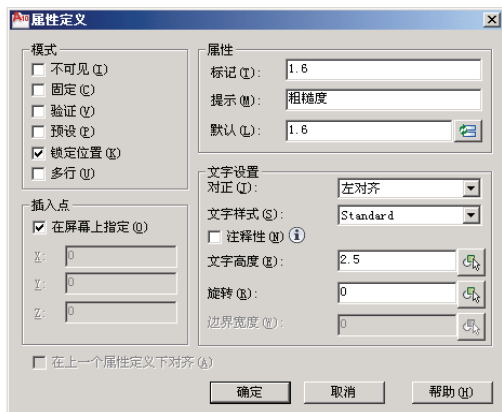 属性定义
模式
不可见(I)
固定(C)
验证(V)
预设(P)
锁定位置(K)
多行(U)
插入点
在屏幕上指定(O)
X: 0
Y: 0
Z: 0
属性
标记(T): 1.6
提示(M): 粗糙度
默认(L): 1.6
文字设置
对正(J): 左对齐
文字样式(S): Standard
注释性(N)
文字高度(E): 2.5
旋转(R): 0
边界宽度(W): 0
在上一个属性定义下对齐(A)
确定 取消 帮助(H)